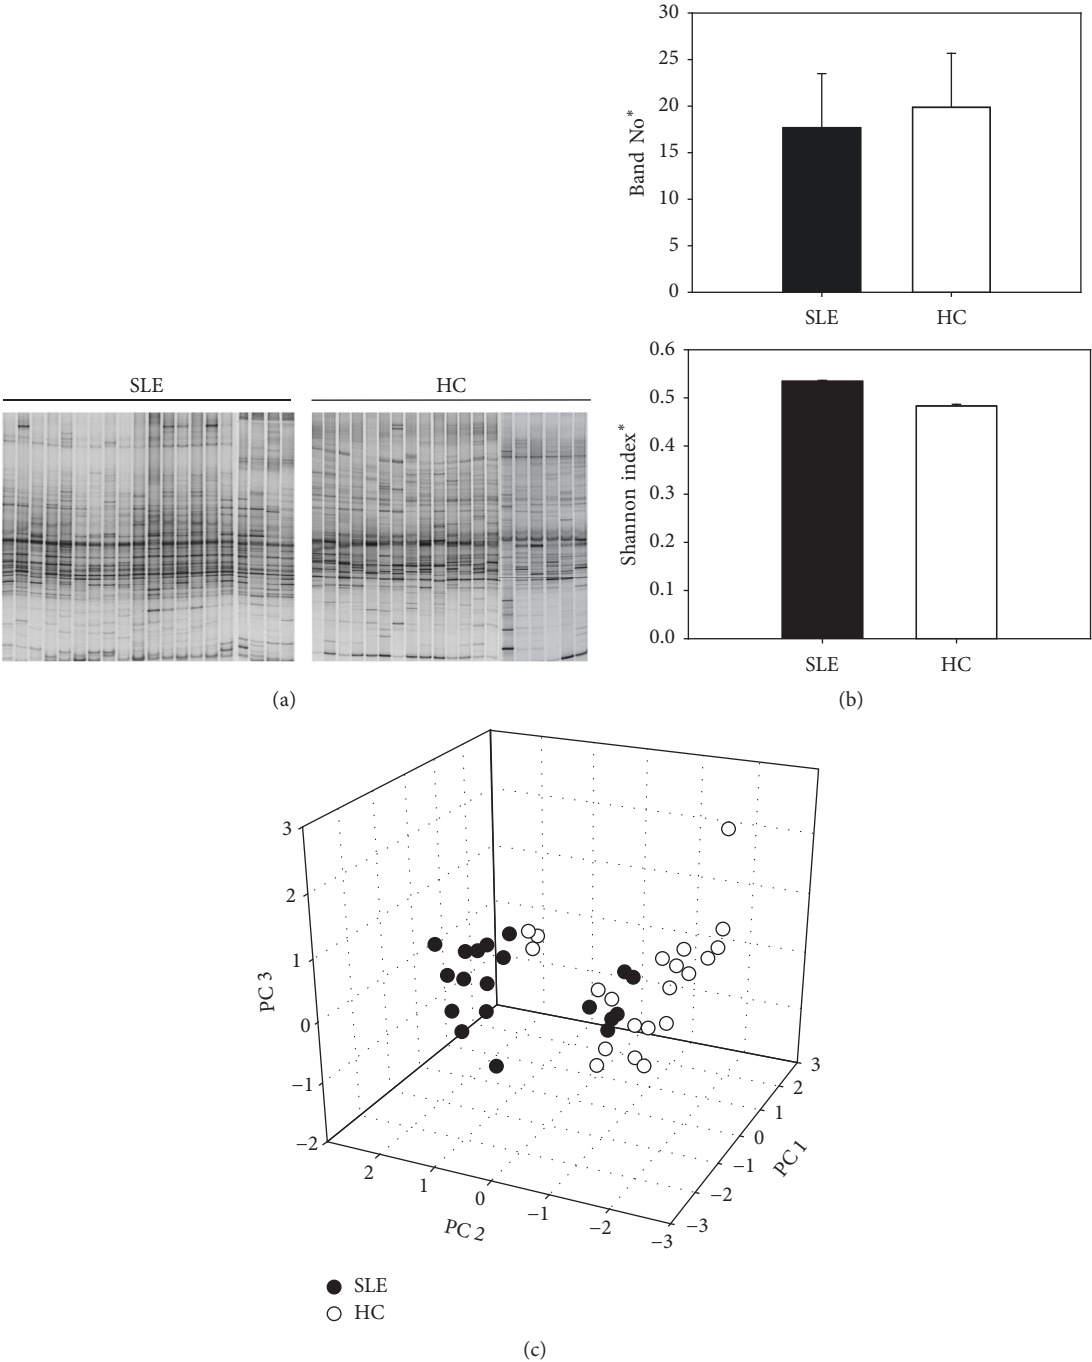 30
25
20
15
10
5
0
Band No*
SLE HC
0.6
0.5
0.4
0.3
0.2
0.1
0.0
Shannon index*
SLE HC
SLE HC
(a)
(b)
3
2
1
0
−1
−2
PC 3
2
1
0
−1
−2
−3
PC 2
3
2
1
0
−1
−2
−3
PC 1
SLE
HC
(c)